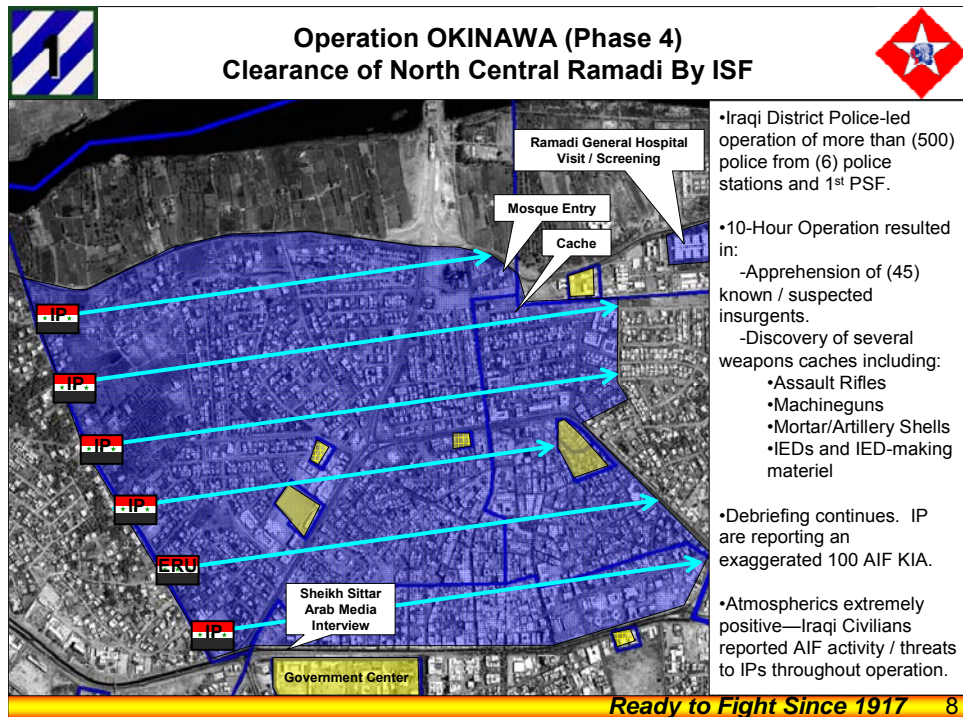 1
Operation OKINAWA (Phase 4)
Clearance of North Central Ramadi By ISF
Ramadi General Hospital
Visit / Screening
Mosque Entry
Cache
IP
IP
IP
IP
ERU
IP
Sheikh Sittar
Arab Media
Interview
Government Center
•Iraqi District Police-led
operation of more than (500)
police from (6) police
stations and 1st PSF.
•10-Hour Operation resulted
in:
-Apprehension of (45)
known / suspected
insurgents.
-Discovery of several
weapons caches including:
•Assault Rifles
•Machineguns
•Mortar/Artillery Shells
•IEDs and IED-making
materiel
•Debriefing continues.  IP
are reporting an
exaggerated 100 AIF KIA.
•Atmospherics extremely
positive—Iraqi Civilians
reported AIF activity / threats
to IPs throughout operation.
Ready to Fight Since 1917 8